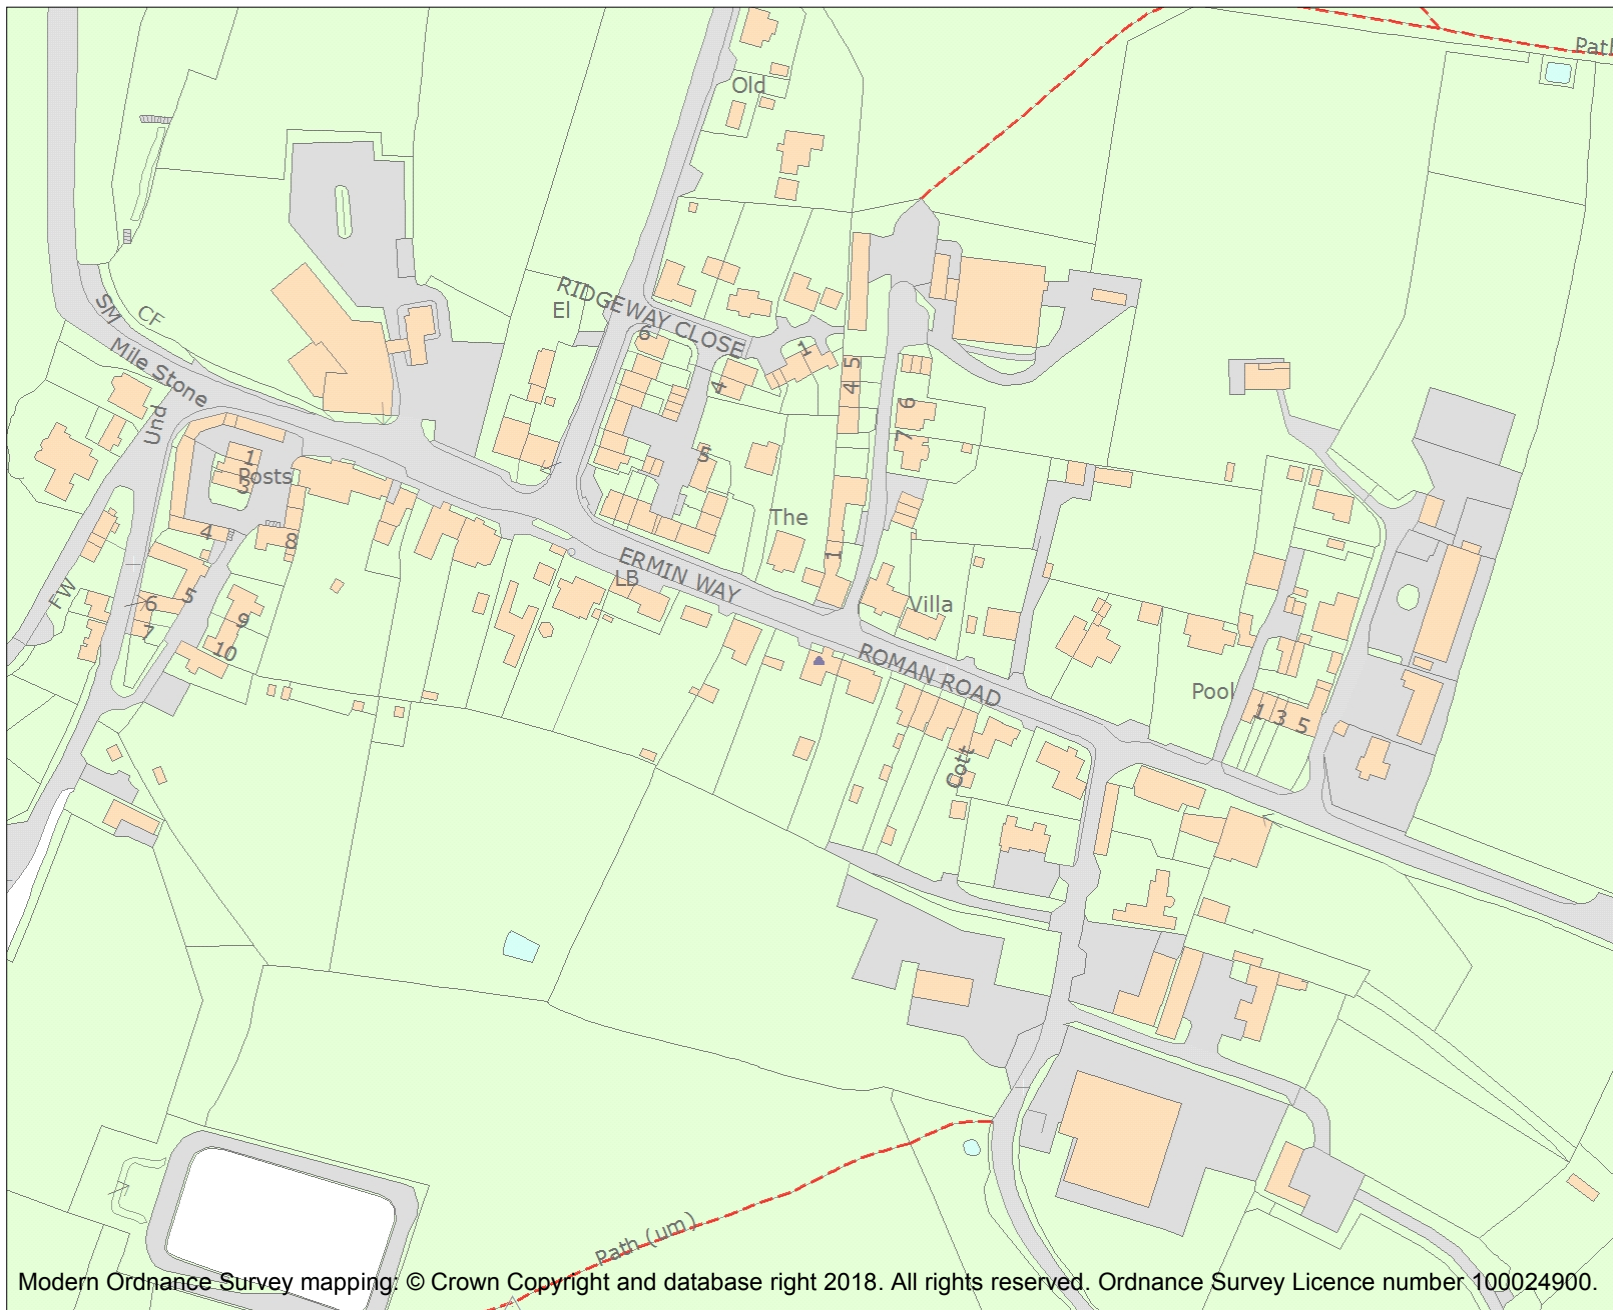 Path
Old
RIDGEWAY CLOSE
El
SM
CF
Mile Stone
6
1
4
4 5
Und
6
7
1
3
Posts
5
4
8
The
1
ERMIN WAY
LB
FW
6
5
7
9
10
Villa
ROMAN ROAD
Pool
1 3 5
Cott
Path (um)
Modern Ordnance Survey mapping: © Crown Copyright and database right 2018. All rights reserved. Ordnance Survey Licence number 100024900.